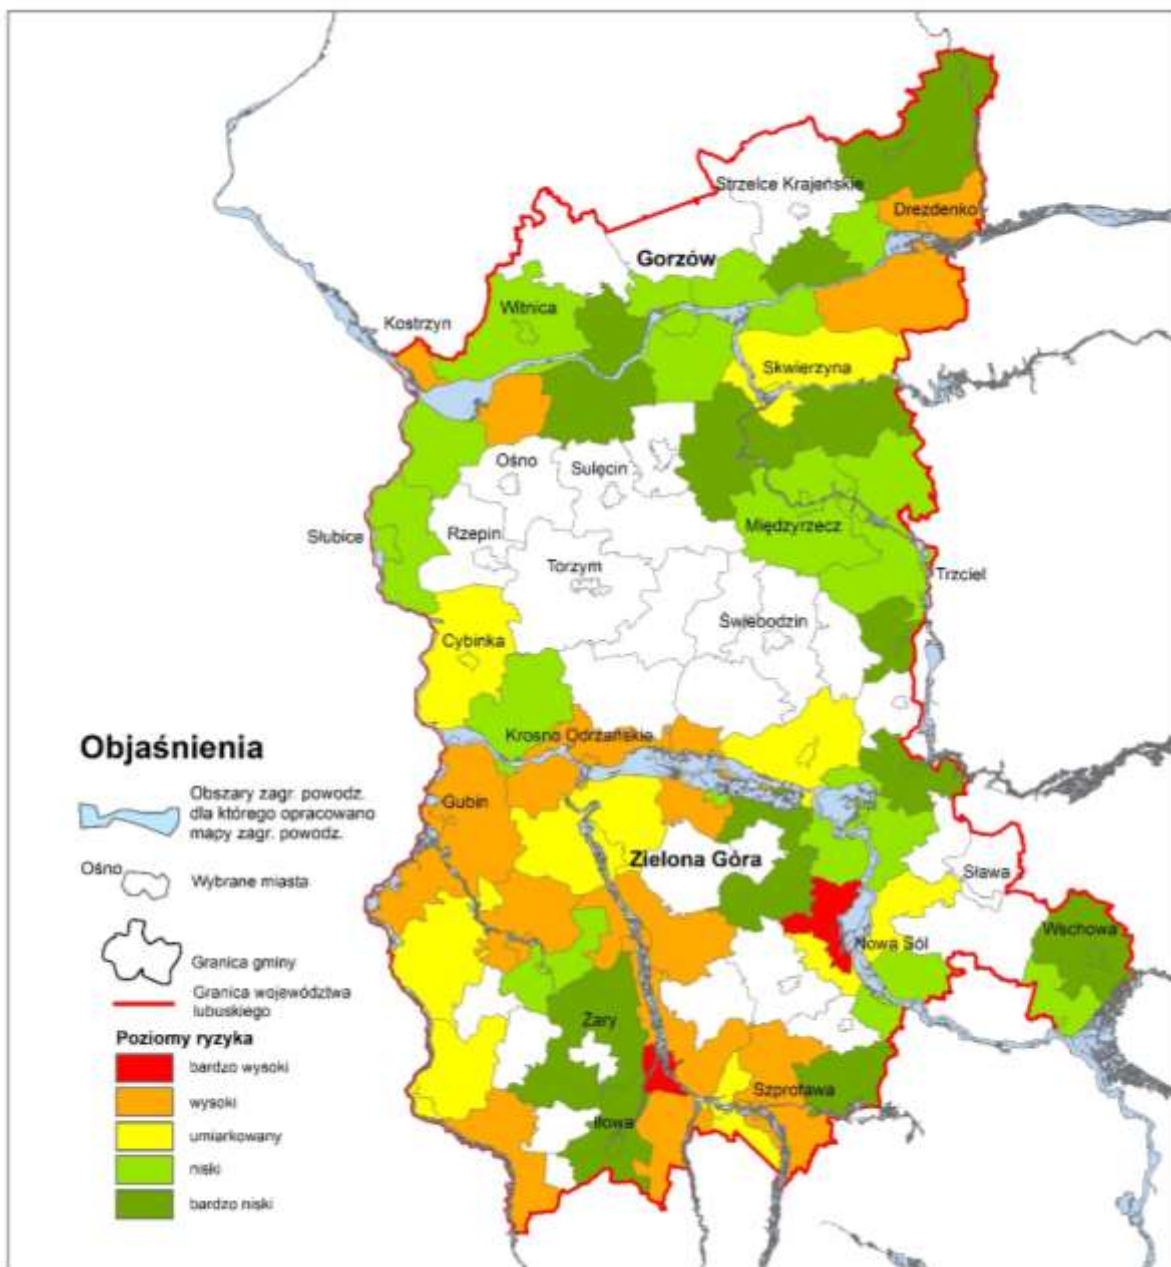 Strzelce Krajeńskie
Drezdenko
Gorzów
Witnica
Kostrzyn
Skwierzyna
Ośno
Sulęcin
Słubice
Rzepin
Międzyrzecz
Torzym
Trzciel
Świebodzin
Cybinka
Krosno Odrzańskie
Gubin
Zielona Góra
Sława
Nowa Sól
Wschowa
Żary
Szprotawa
Iłowa
Objaśnienia
Obszary zagr. powodz.
dla którego opracowano
mapy zagr. powodz.
Ośno
Wybrane miasta
Granica gminy
Granica województwa
lubuskiego
Poziomy ryzyka
bardzo wysoki
wysoki
umiarkowany
niski
bardzo niski